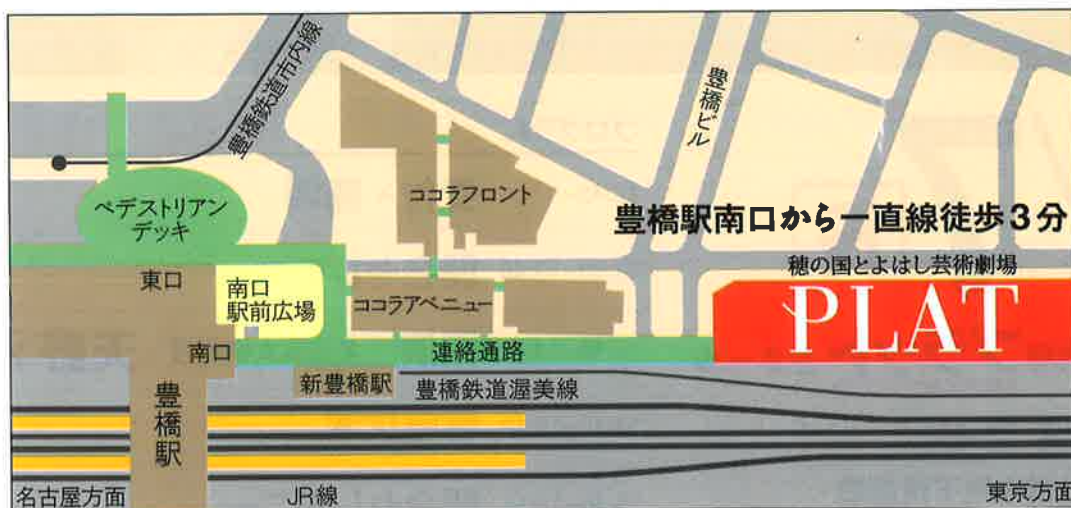 豊橋鉄道市内線
豊橋ビル
ペデストリアン
デッキ
ココラフロント
豊橋駅南口から一直線徒歩3分
穂の国とよはし芸術劇場
PLAT
東口
南口
駅前広場
ココラアベニュー
南口
連絡通路
新豊橋駅
豊橋鉄道渥美線
豊橋駅
名古屋方面
JR線
東京方面